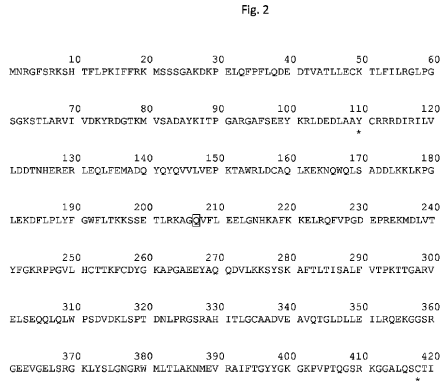 Fig. 2
10 20 30 40 50 60
MNRGFSRKSH TFLPKIFFRK MSSSGAKDKP ELQFPFLQDE DTVATLLECK TLFILRGLPG
70 80 90 100 110 120
SGKSTLARVI VDKYRDGTKM VSADAYKITP GARGAFSEEY KRLDEDLAAY CRRRDIRILV
*
130 140 150 160 170 180
LDDTNHERER LEQLFEMADQ YQYQVVLVEP KTAWRLDCAQ LKEKNQWQLS ADDLKKLKPG
190 200 210 220 230 240
LEKDFLPLYF GWFLTKKSSE TLRKAGQVFL EELGNHKAFK KELRQFVPGD EPREKMDLVT
250 260 270 280 290 300
YFGKRPPGVL HCTTKFCDYG KAPGAEEYAQ QDVLKKSYSK AFTLTISALF VTPKTTGARV
310 320 330 340 350 360
ELSEQQLQLW PSDVDKLSPT DNLPRGSRAH ITLGCAADVE AVQTGLDLLE ILRQEKGGSR
370 380 390 400 410 420
GEEVGELSRG KLYSLGNGRW MLTLAKNMEV RAIFTGYYGK GKPVPTQGSR KGGALQSCTI
*